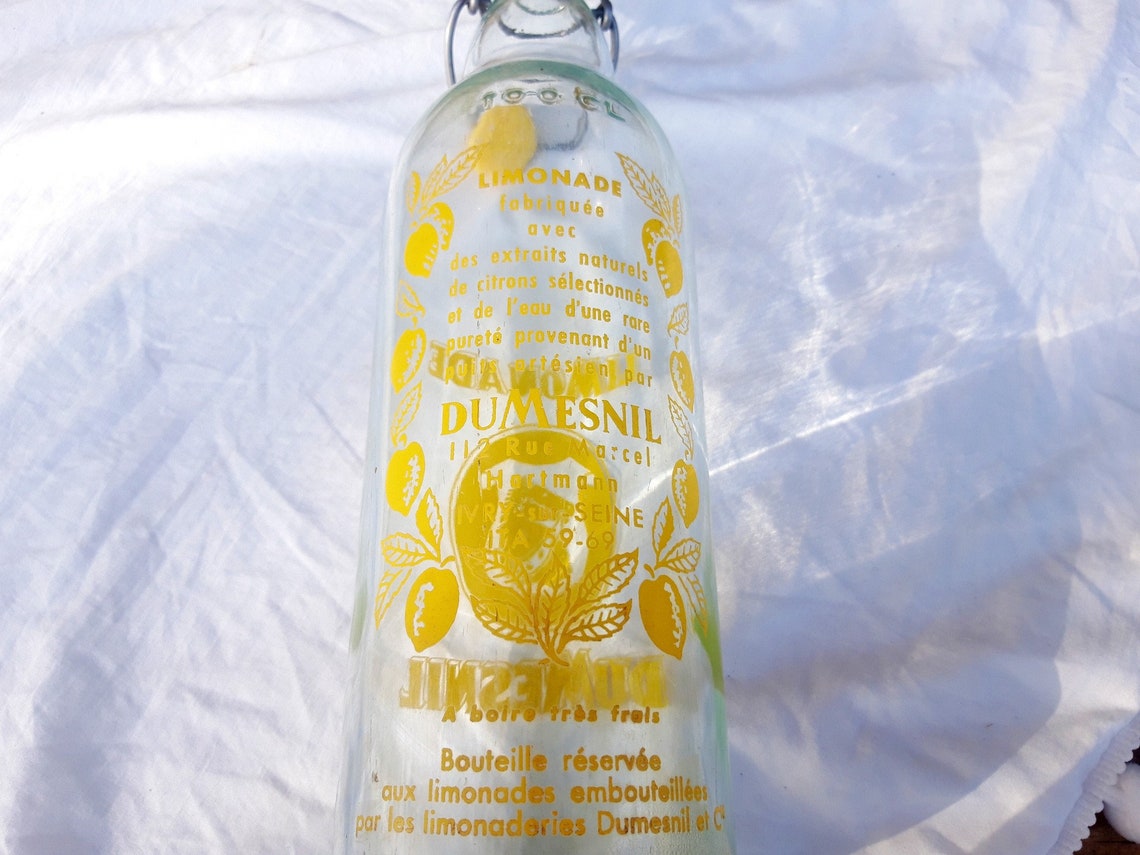 100 CL
LIMONADE
fabriquée
avec
des extraits naturels
de citrons sélectionnés
et de l'eau d'une rare
pureté provenant d'un
puits artésien par
DUMESNIL
112 Rue Marcel
Hartmann
IVRY-sur-SEINE
ITA 59-69
LIMONADE
DUMESNIL
A boire très frais
Bouteille réservée
aux limonades embouteillées
par les limonaderies Dumesnil et Cie